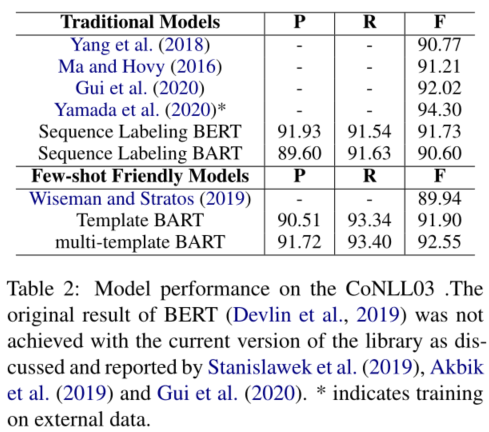 Traditional Models P R F
Yang et al. (2018) - - 90.77
Ma and Hovy (2016) - - 91.21
Gui et al. (2020) - - 92.02
Yamada et al. (2020)* - - 94.30
Sequence Labeling BERT 91.93 91.54 91.73
Sequence Labeling BART 89.60 91.63 90.60
Few-shot Friendly Models P R F
Wiseman and Stratos (2019) - - 89.94
Template BART 90.51 93.34 91.90
multi-template BART 91.72 93.40 92.55
Table 2: Model performance on the CoNLL03 .The
original result of BERT (Devlin et al., 2019) was not
achieved with the current version of the library as dis-
cussed and reported by Stanislawek et al. (2019), Akbik
et al. (2019) and Gui et al. (2020). * indicates training
on external data.